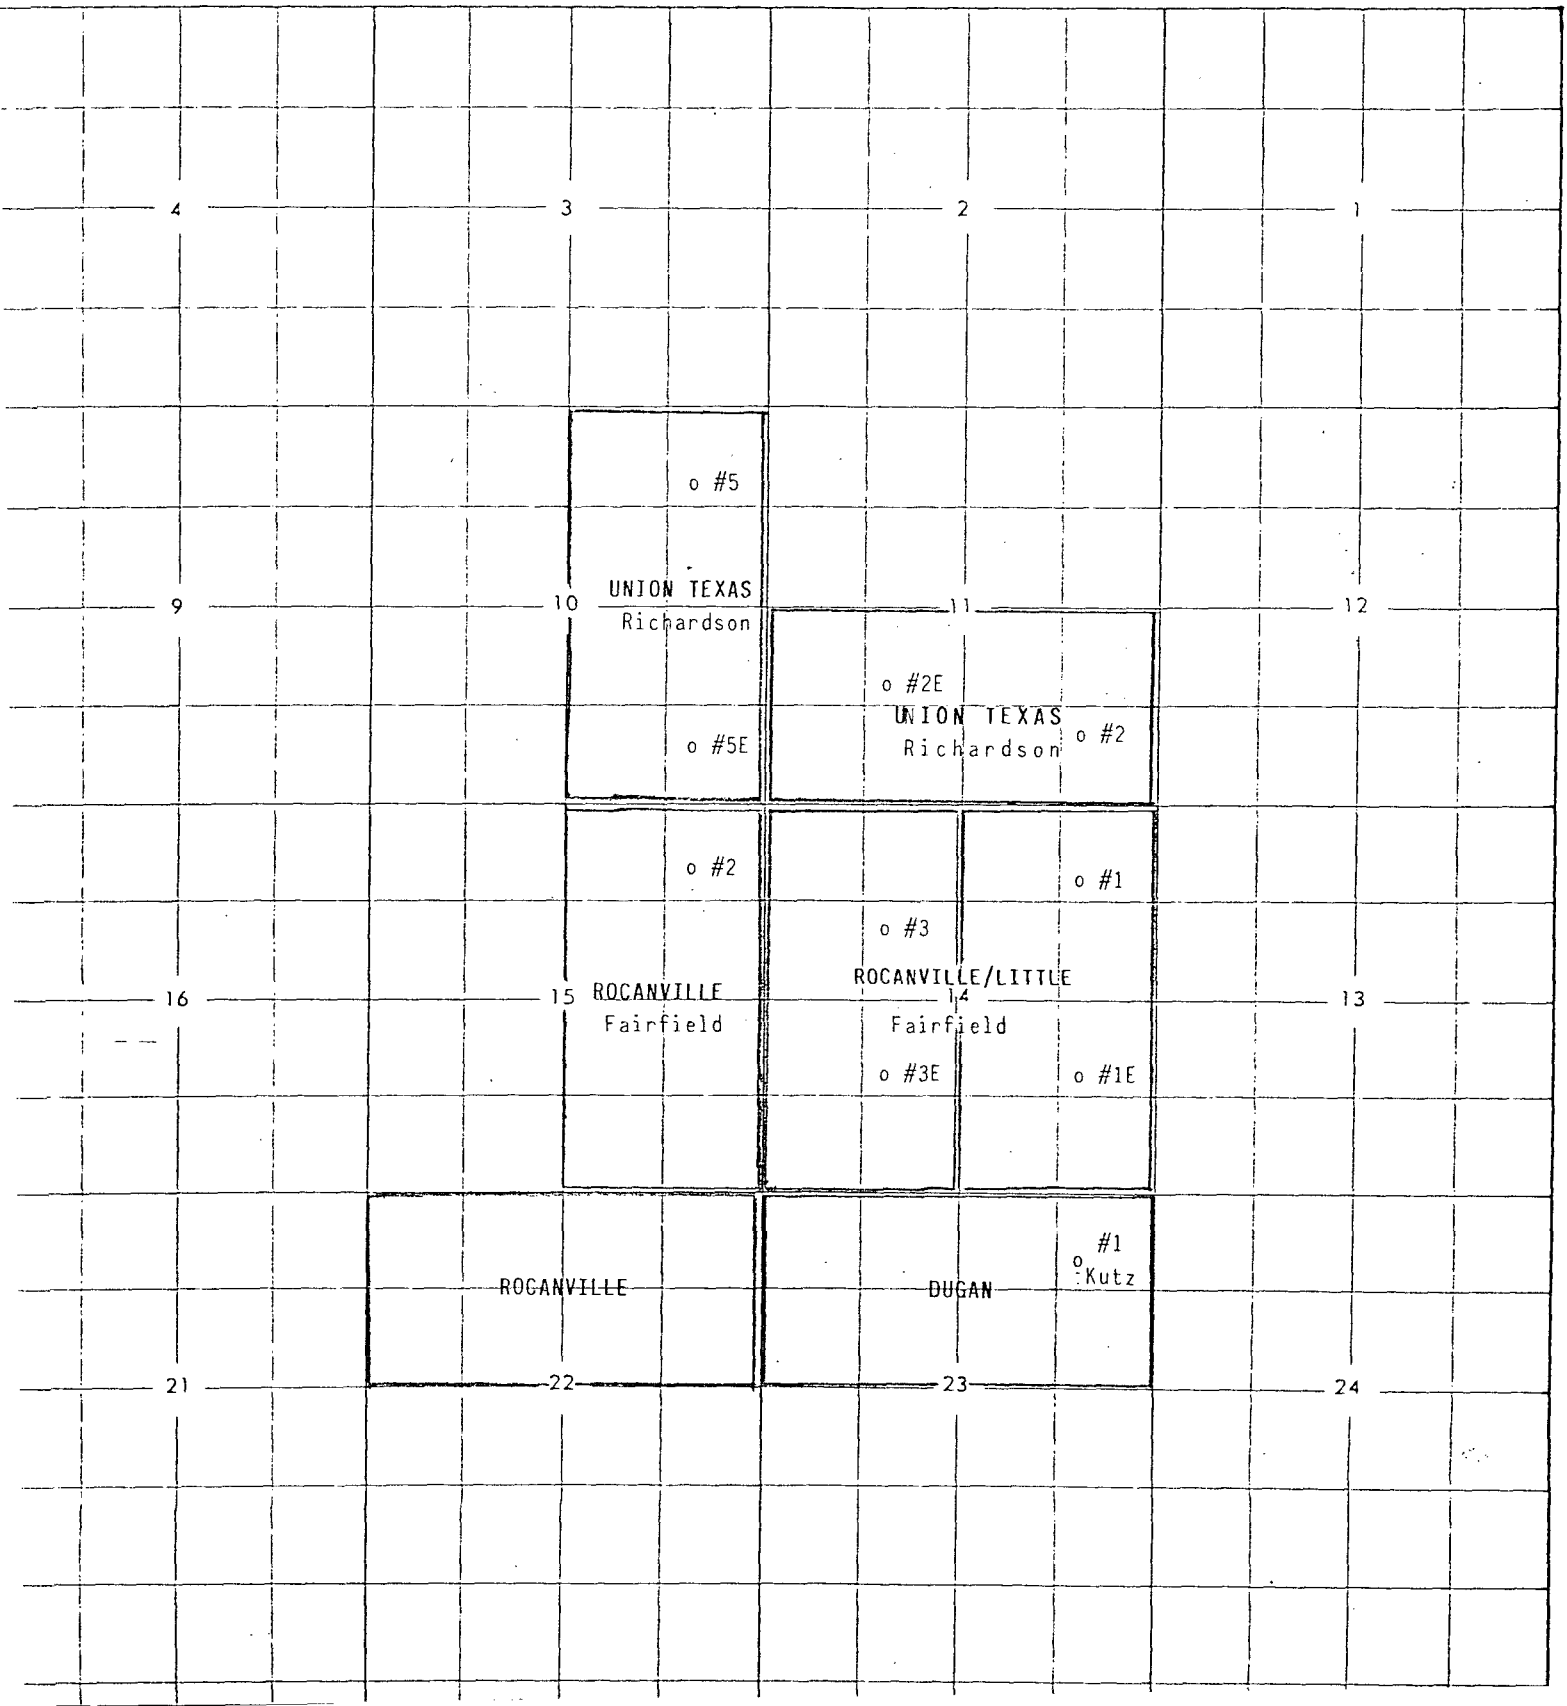 4
3
2
1
#5
UNION TEXAS
Richardson
9
10
11
12
#2E
UNION TEXAS
Richardson
#2
#5E
#2
#1
#3
ROCANVILLE/LITTLE
Fairfield
16
15
ROCANVILLE
Fairfield
14
13
#3E
#1E
#1
Kutz
ROCANVILLE
DUGAN
21
22
23
24